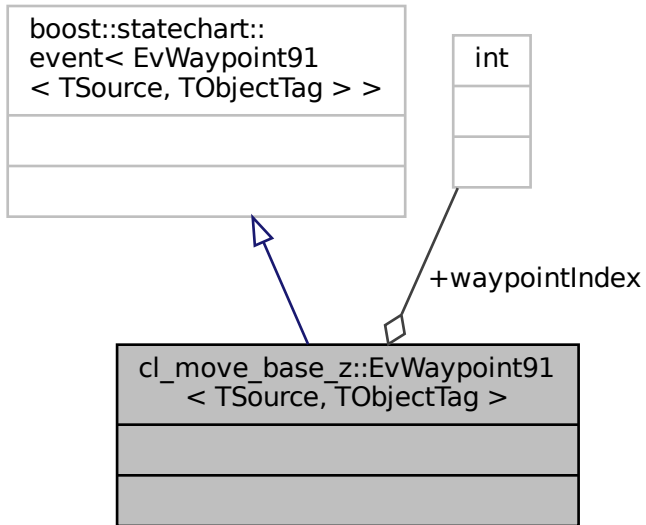 boost::statechart::
event< EvWaypoint91
< TSource, TObjectTag > >
int
+waypointIndex
cl_move_base_z::EvWaypoint91
< TSource, TObjectTag >